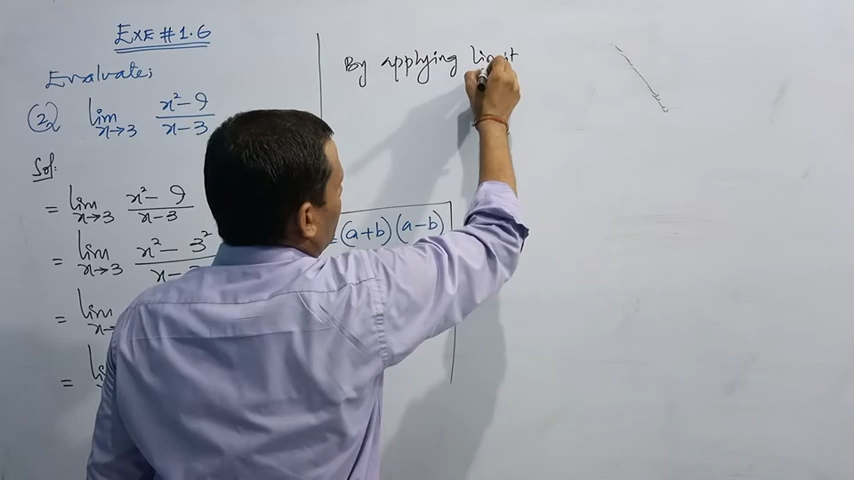 EXE # 1.6
Evaluate;
(2) lim x→3 x² - 9 / x - 3
Sol:
= lim x→3 x² - 9 / x - 3
= lim x→3 x² - 3² / x -
= lim x→
= li
By applying limit
= (a+b) (a-b)